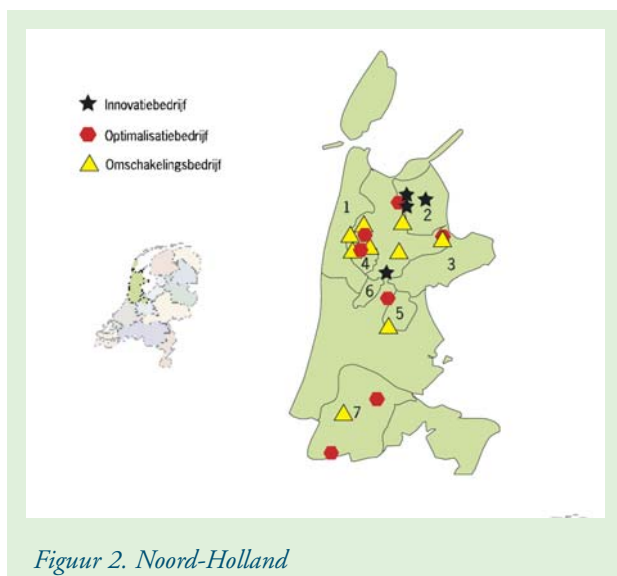 Innovatiebedrijf
Optimalisatiebedrijf
Omschakelingsbedrijf
1
2
3
4
6
5
7
Figuur 2. Noord-Holland